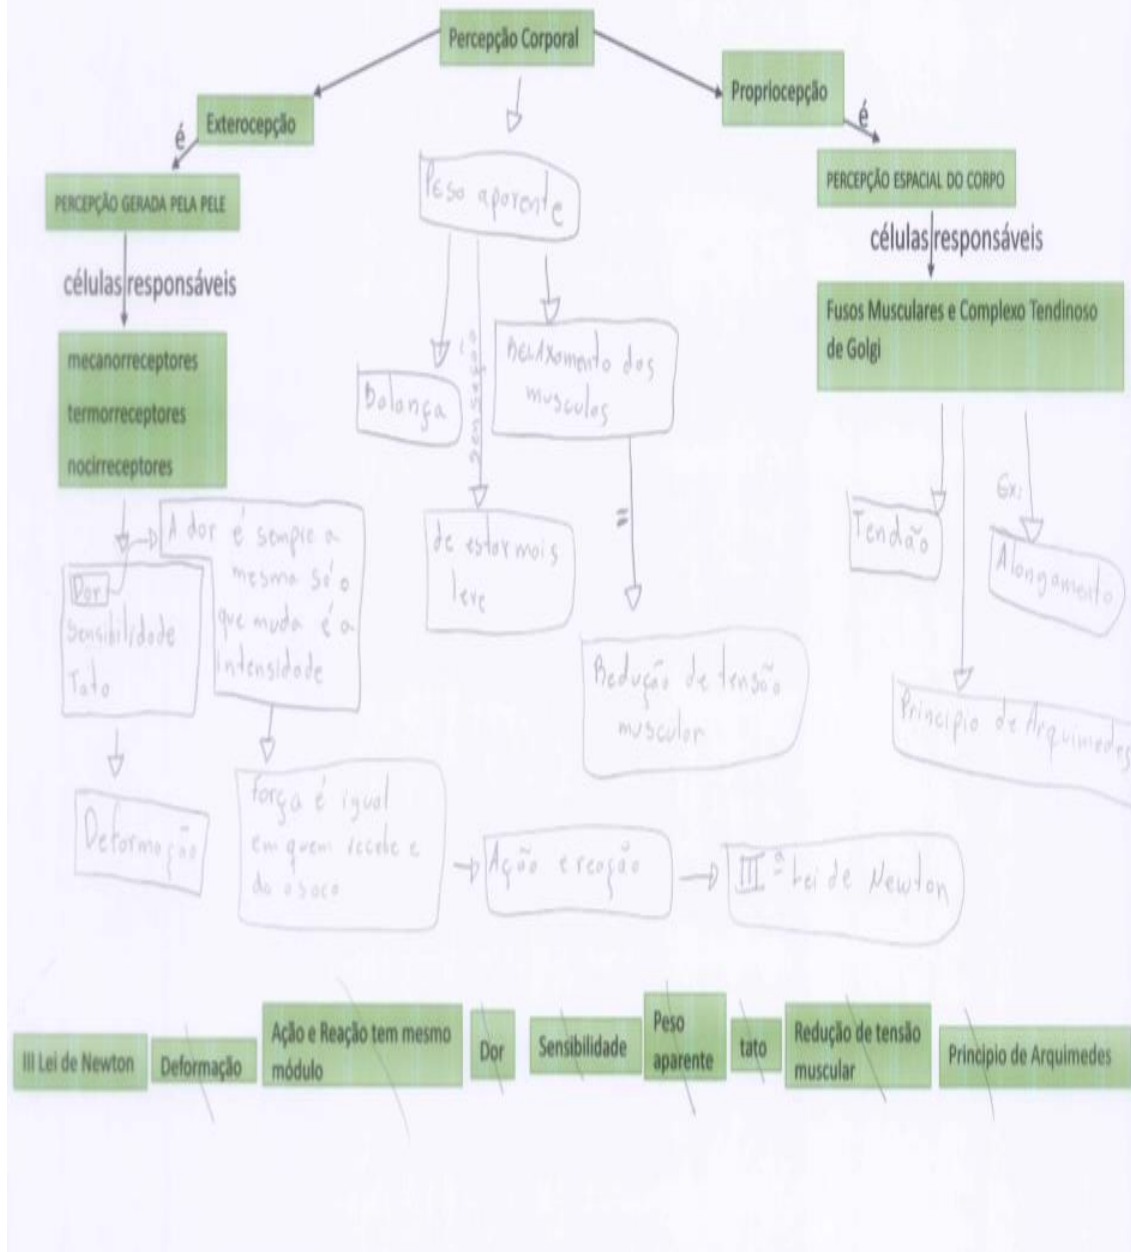 Percepção Corporal
Exterocepção
Propriocepção
é
é
PERCEPÇÃO GERADA PELA PELE
PERCEPÇÃO ESPACIAL DO CORPO
Peso aparente
células responsáveis
células responsáveis
mecanorreceptores
termorreceptores
nocirreceptores
Fusos Musculares e Complexo Tendinoso
de Golgi
Balança
sensação
Relaxamento dos
musculos
de estar mais
leve
=
Redução de tensão
muscular
Tendão
Ex:
Alongamento
Principio de Arquimedes
Dor
Sensibilidade
Tato
A dor é sempre a
mesma só o
que muda é a
intensidade
Deformação
força é igual
em quem recebe e
da o soco
Ação e reação
IIIª Lei de Newton
III Lei de Newton
Deformação
Ação e Reação tem mesmo
módulo
Dor
Sensibilidade
Peso
aparente
tato
Redução de tensão
muscular
Principio de Arquimedes